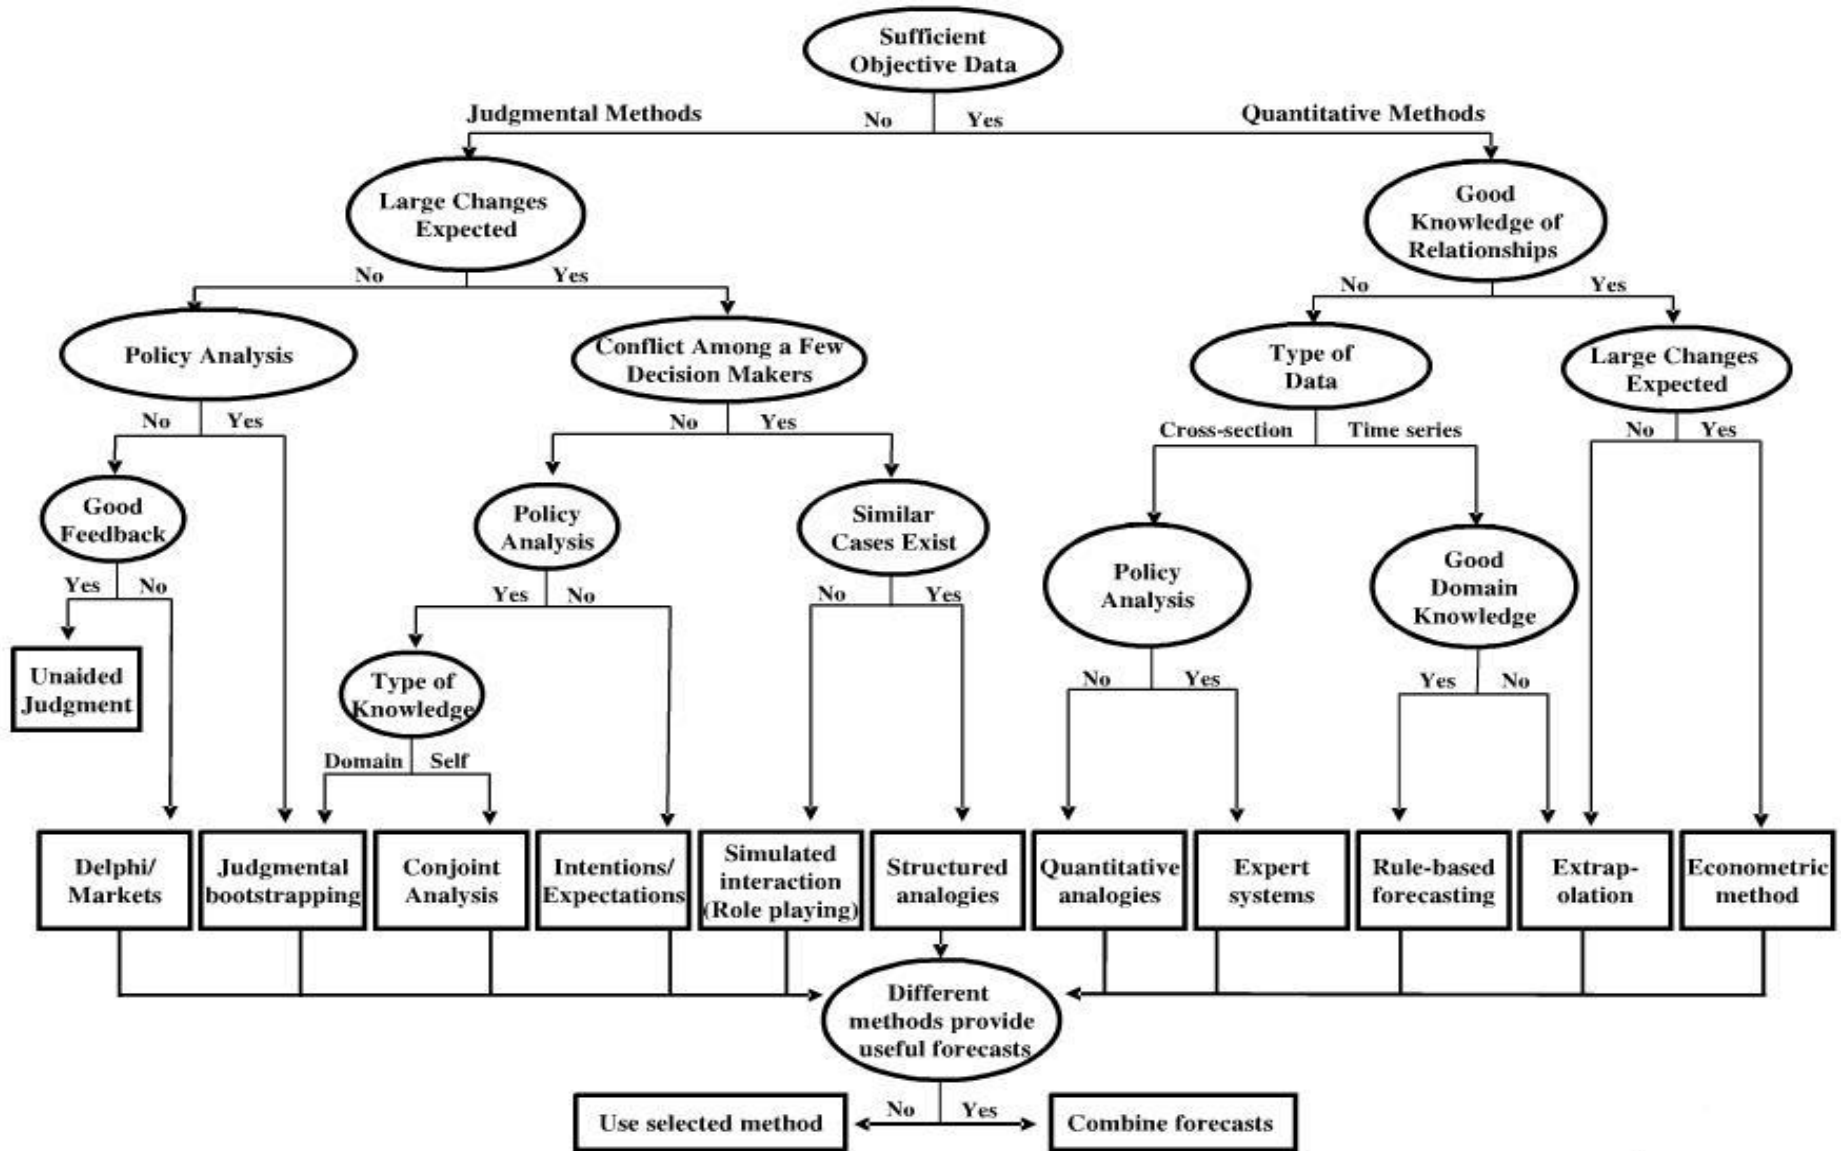 Sufficient
Objective Data
Judgmental Methods
No
Yes
Quantitative Methods
Large Changes
Expected
Good
Knowledge of
Relationships
No
Yes
No
Yes
Policy Analysis
Conflict Among a Few
Decision Makers
Type of
Data
Large Changes
Expected
No
Yes
No
Yes
Cross-section
Time series
No
Yes
Good
Feedback
Policy
Analysis
Similar
Cases Exist
Policy
Analysis
Good
Domain
Knowledge
Yes
No
Yes
No
No
Yes
No
Yes
Yes
No
Unaided
Judgment
Type of
Knowledge
Domain
Self
Delphi/
Markets
Judgmental
bootstrapping
Conjoint
Analysis
Intentions/
Expectations
Simulated
interaction
(Role playing)
Structured
analogies
Quantitative
analogies
Expert
systems
Rule-based
forecasting
Extrap-
olation
Econometric
method
Different
methods provide
useful forecasts
No
Yes
Use selected method
Combine forecasts